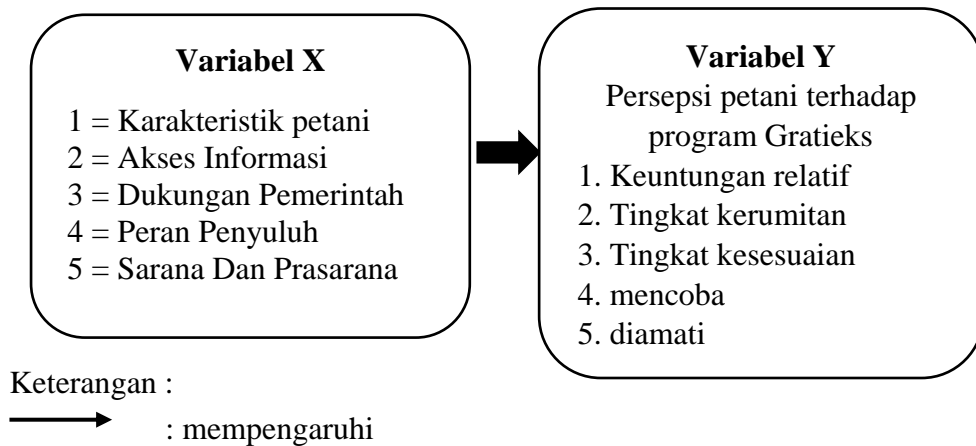 Variabel X
1 = Karakteristik petani
2 = Akses Informasi
3 = Dukungan Pemerintah
4 = Peran Penyuluh
5 = Sarana Dan Prasarana
Variabel Y
Persepsi petani terhadap
program Gratieks
1. Keuntungan relatif
2. Tingkat kerumitan
3. Tingkat kesesuaian
4. mencoba
5. diamati
Keterangan :
: mempengaruhi